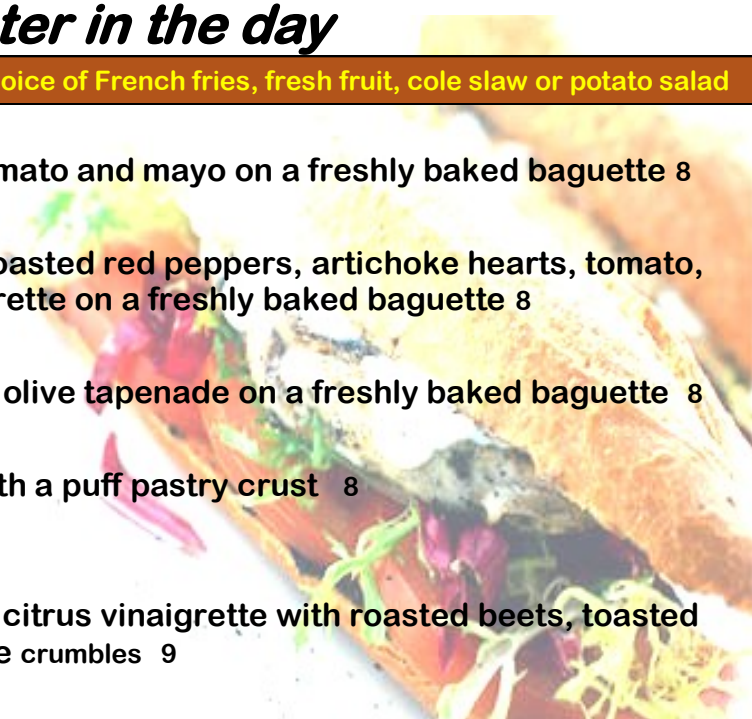 ter in the day
oice of French fries, fresh fruit, cole slaw or potato salad
mato and mayo on a freshly baked baguette 8
oasted red peppers, artichoke hearts, tomato,
rette on a freshly baked baguette 8
olive tapenade on a freshly baked baguette 8
th a puff pastry crust 8
citrus vinaigrette with roasted beets, toasted
e crumbles 9